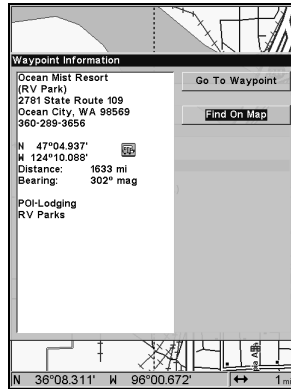 Waypoint Information
Ocean Mist Resort
(RV Park)
2781 State Route 109
Ocean City, WA 98569
360-289-3656
N 47°04.937'
W 124°10.088'
Distance: 1633 mi
Bearing: 302° mag
POI-Lodging
RV Parks
Go To Waypoint
Find On Map
N 36°08.311' W 96°00.672' ↔ 1 mi